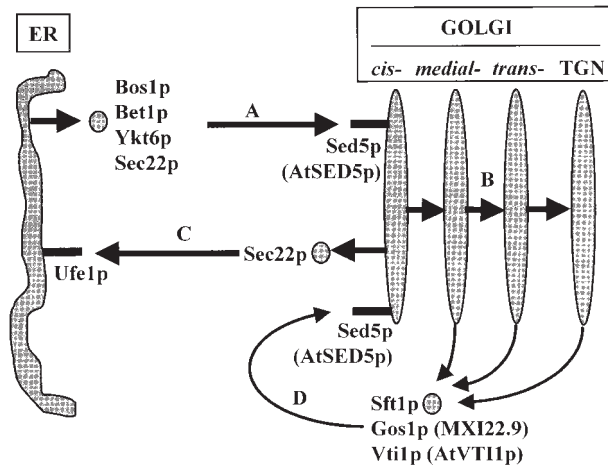 ER
GOLGI
cis- medial- trans- TGN
Bos1p
Bet1p
Ykt6p
Sec22p
A
Sed5p
(AtSED5p)
B
C
Ufe1p
Sec22p
Sed5p
(AtSED5p)
D
Sft1p
Gos1p (MXI22.9)
Vti1p (AtVTI1p)